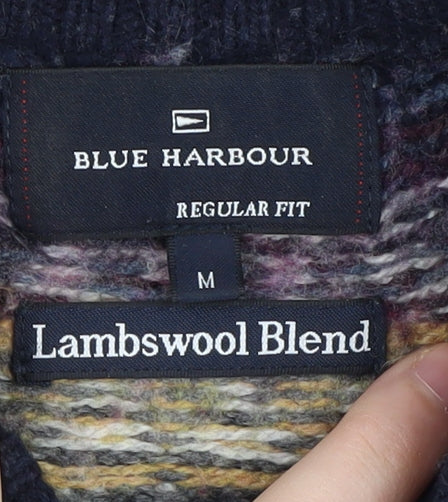 BLUE HARBOUR
REGULAR FIT
M
Lambswool Blend